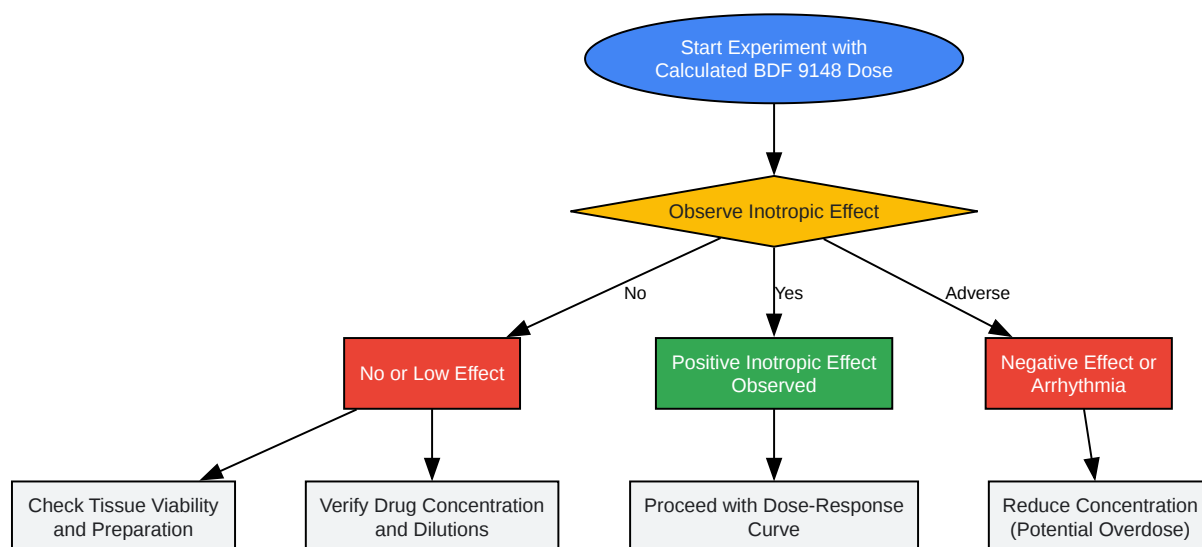 Start Experiment with
Calculated BDF 9148 Dose
Observe Inotropic Effect
No
Yes
Adverse
No or Low Effect
Positive Inotropic Effect
Observed
Negative Effect or
Arrhythmia
Check Tissue Viability
and Preparation
Verify Drug Concentration
and Dilutions
Proceed with Dose-Response
Curve
Reduce Concentration
(Potential Overdose)